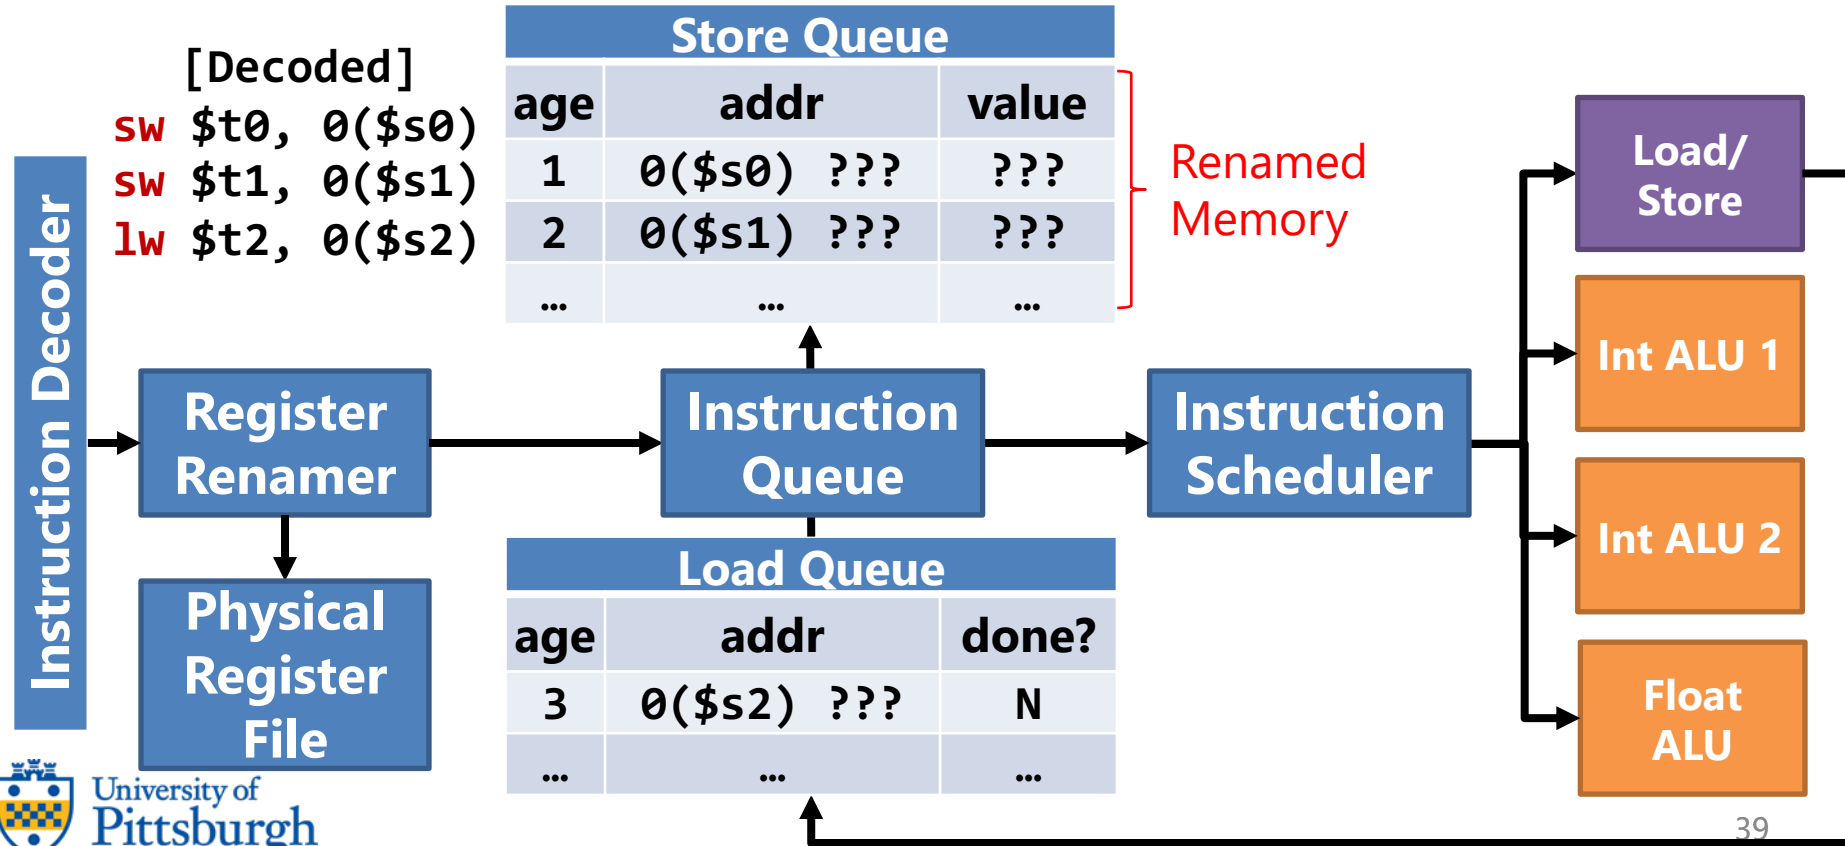 [Decoded]
sw $t0, 0($s0)
sw $t1, 0($s1)
lw $t2, 0($s2)
Store Queue
age addr value
1 0($s0) ??? ???
2 0($s1) ??? ???
… … …
Renamed
Memory
Instruction Decoder
Register
Renamer
Physical
Register
File
Instruction
Queue
Load Queue
age addr done?
3 0($s2) ??? N
… … …
Instruction
Scheduler
Load/
Store
Int ALU 1
Int ALU 2
Float
ALU
University of
Pittsburgh
39